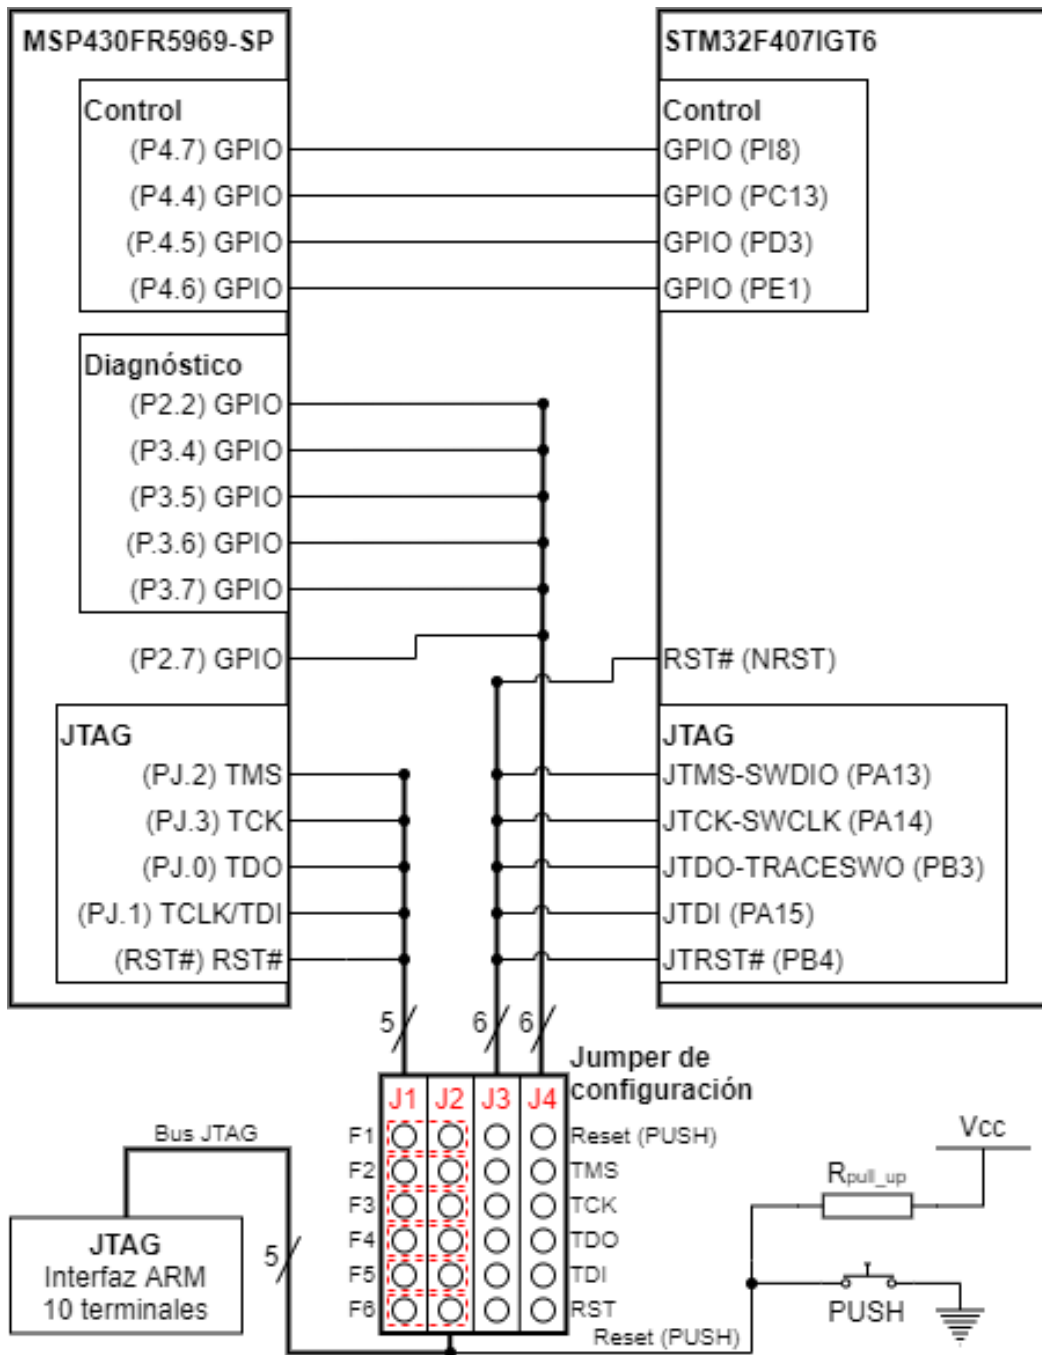 MSP430FR5969-SP
STM32F407IGT6
Control
(P4.7) GPIO
(P4.4) GPIO
(P.4.5) GPIO
(P4.6) GPIO
Control
GPIO (PI8)
GPIO (PC13)
GPIO (PD3)
GPIO (PE1)
Diagnóstico
(P2.2) GPIO
(P3.4) GPIO
(P3.5) GPIO
(P.3.6) GPIO
(P3.7) GPIO
(P2.7) GPIO
RST# (NRST)
JTAG
(PJ.2) TMS
(PJ.3) TCK
(PJ.0) TDO
(PJ.1) TCLK/TDI
(RST#) RST#
JTAG
JTMS-SWDIO (PA13)
JTCK-SWCLK (PA14)
JTDO-TRACESWO (PB3)
JTDI (PA15)
JTRST# (PB4)
5
6
6
Jumper de
configuración
J1 J2 J3 J4
F1 Reset (PUSH)
F2 TMS
F3 TCK
F4 TDO
F5 TDI
F6 RST
Bus JTAG
JTAG
Interfaz ARM
10 terminales
5
Vcc
Rpull_up
PUSH
Reset (PUSH)